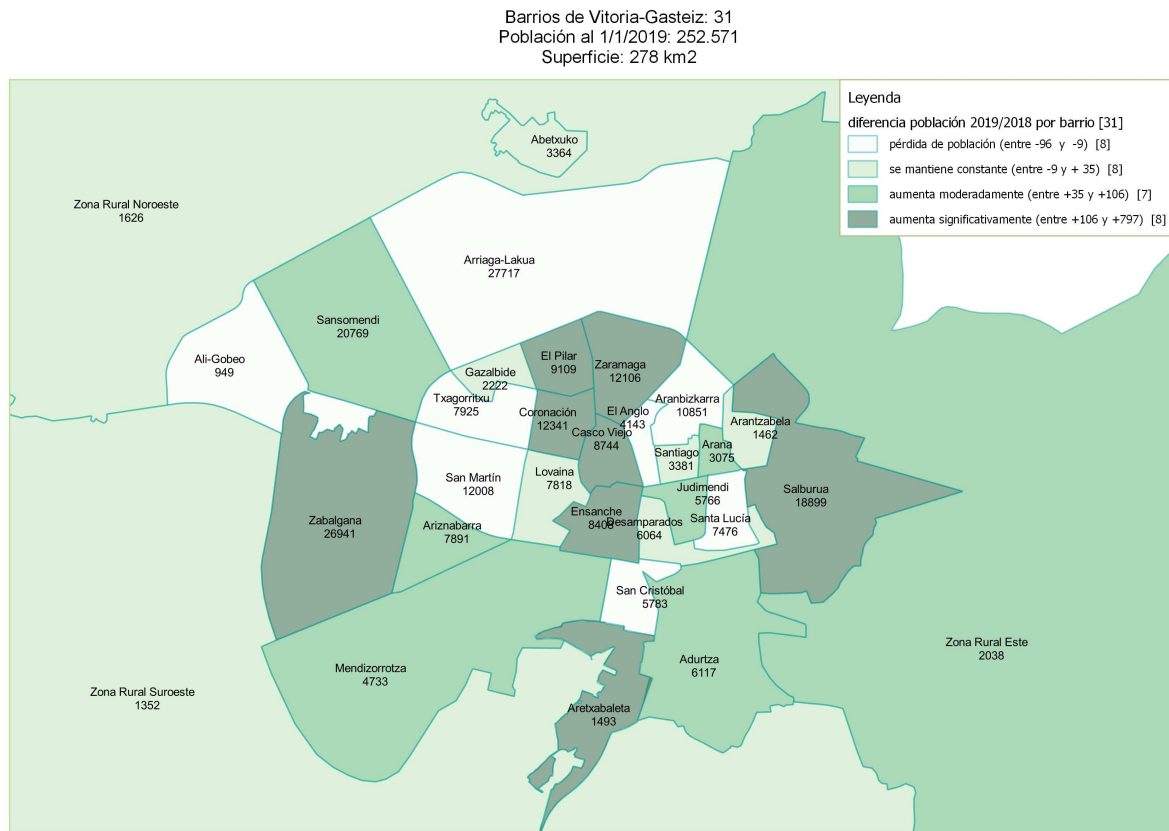 Barrios de Vitoria-Gasteiz: 31
Población al 1/1/2019: 252.571
Superficie: 278 km2
Leyenda
diferencia población 2019/2018 por barrio [31]
pérdida de población (entre -96 y -9) [8]
se mantiene constante (entre -9 y + 35) [8]
aumenta moderadamente (entre +35 y +106) [7]
aumenta significativamente (entre +106 y +797) [8]
Abetxuko
3364
Zona Rural Noroeste
1626
Arriaga-Lakua
27717
Sansomendi
20769
Ali-Gobeo
949
El Pilar
9109
Zaramaga
12106
Gazalbide
2222
Txagorritxu
7925
Coronación
12341
El Anglo
4143
Aranbizkarra
10851
Arantzabela
1462
Casco Viejo
8744
Santiago
3381
Arana
3075
San Martín
12008
Lovaina
7818
Judimendi
5766
Salburua
18899
Zabalgana
26941
Ariznabarra
7891
Ensanche
8408
Desamparados
6064
Santa Lucía
7476
San Cristóbal
5783
Zona Rural Este
2038
Mendizorrotza
4733
Adurtza
6117
Zona Rural Suroeste
1352
Aretxabaleta
1493